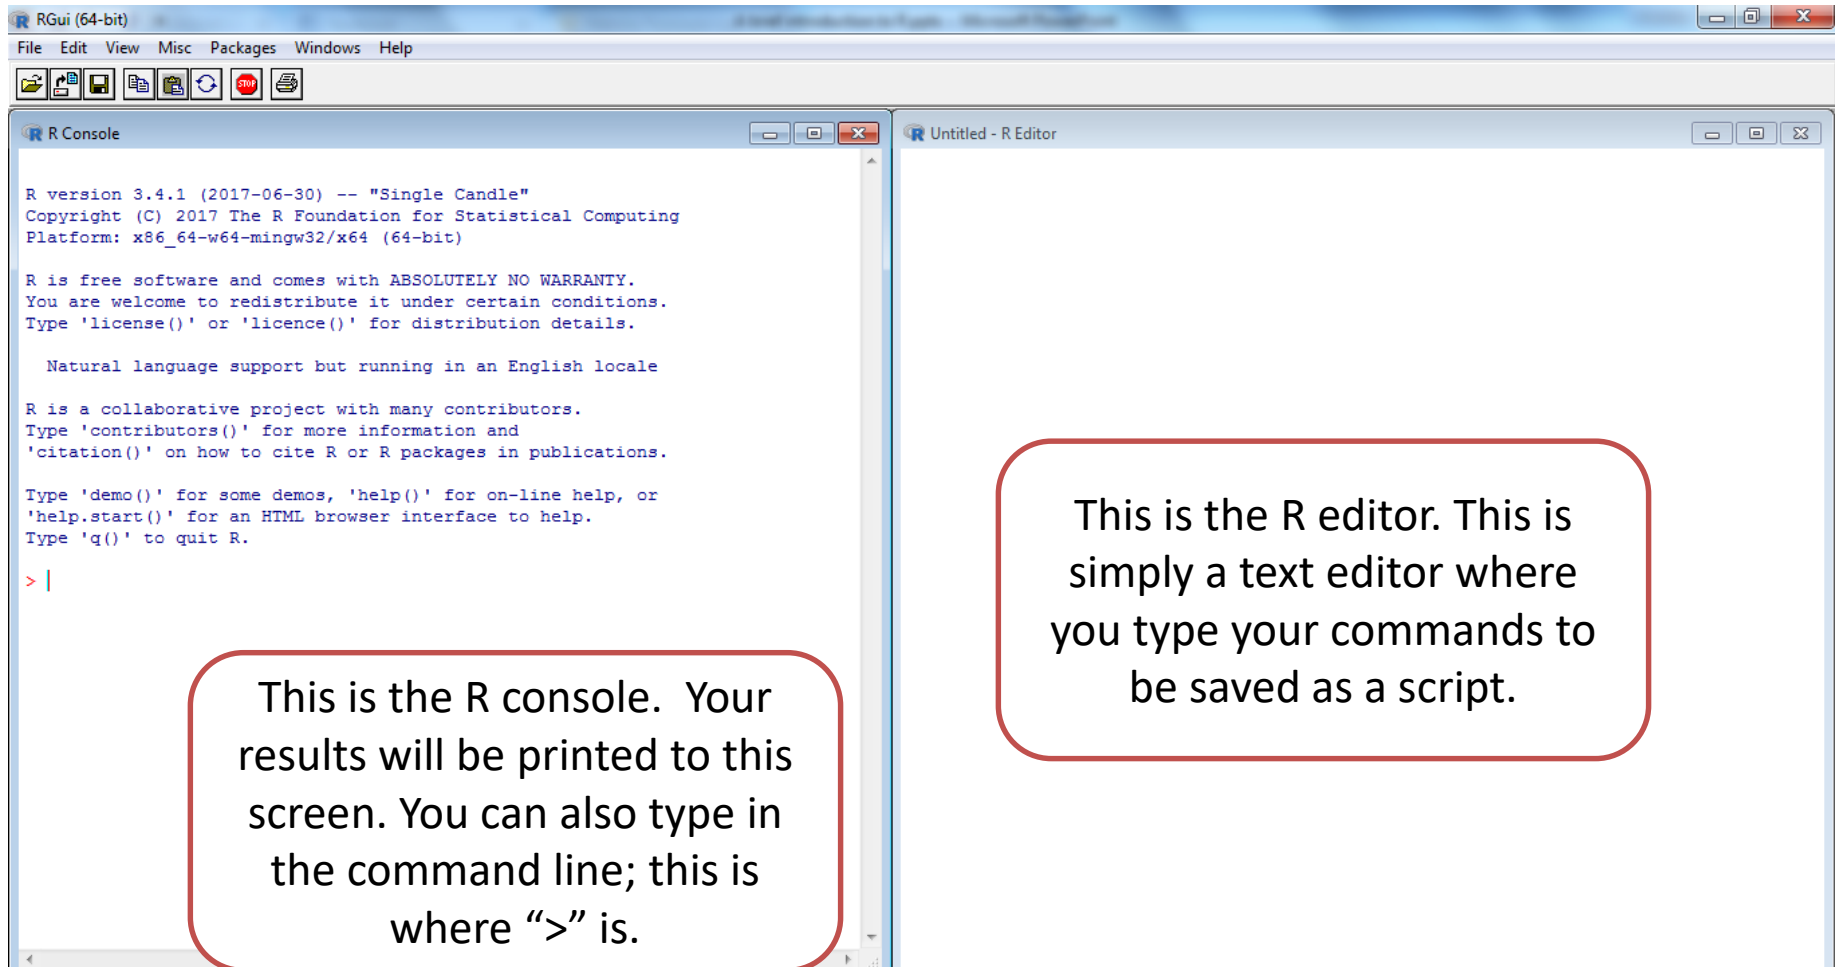 RGui (64-bit)
File Edit View Misc Packages Windows Help
STOP
R Console
R version 3.4.1 (2017-06-30) -- "Single Candle"
Copyright (C) 2017 The R Foundation for Statistical Computing
Platform: x86_64-w64-mingw32/x64 (64-bit)
R is free software and comes with ABSOLUTELY NO WARRANTY.
You are welcome to redistribute it under certain conditions.
Type 'license()' or 'licence()' for distribution details.
Natural language support but running in an English locale
R is a collaborative project with many contributors.
Type 'contributors()' for more information and
'citation()' on how to cite R or R packages in publications.
Type 'demo()' for some demos, 'help()' for on-line help, or
'help.start()' for an HTML browser interface to help.
Type 'q()' to quit R.
>
This is the R console.  Your
results will be printed to this
screen. You can also type in
the command line; this is
where “>” is.
Untitled - R Editor
This is the R editor. This is
simply a text editor where
you type your commands to
be saved as a script.